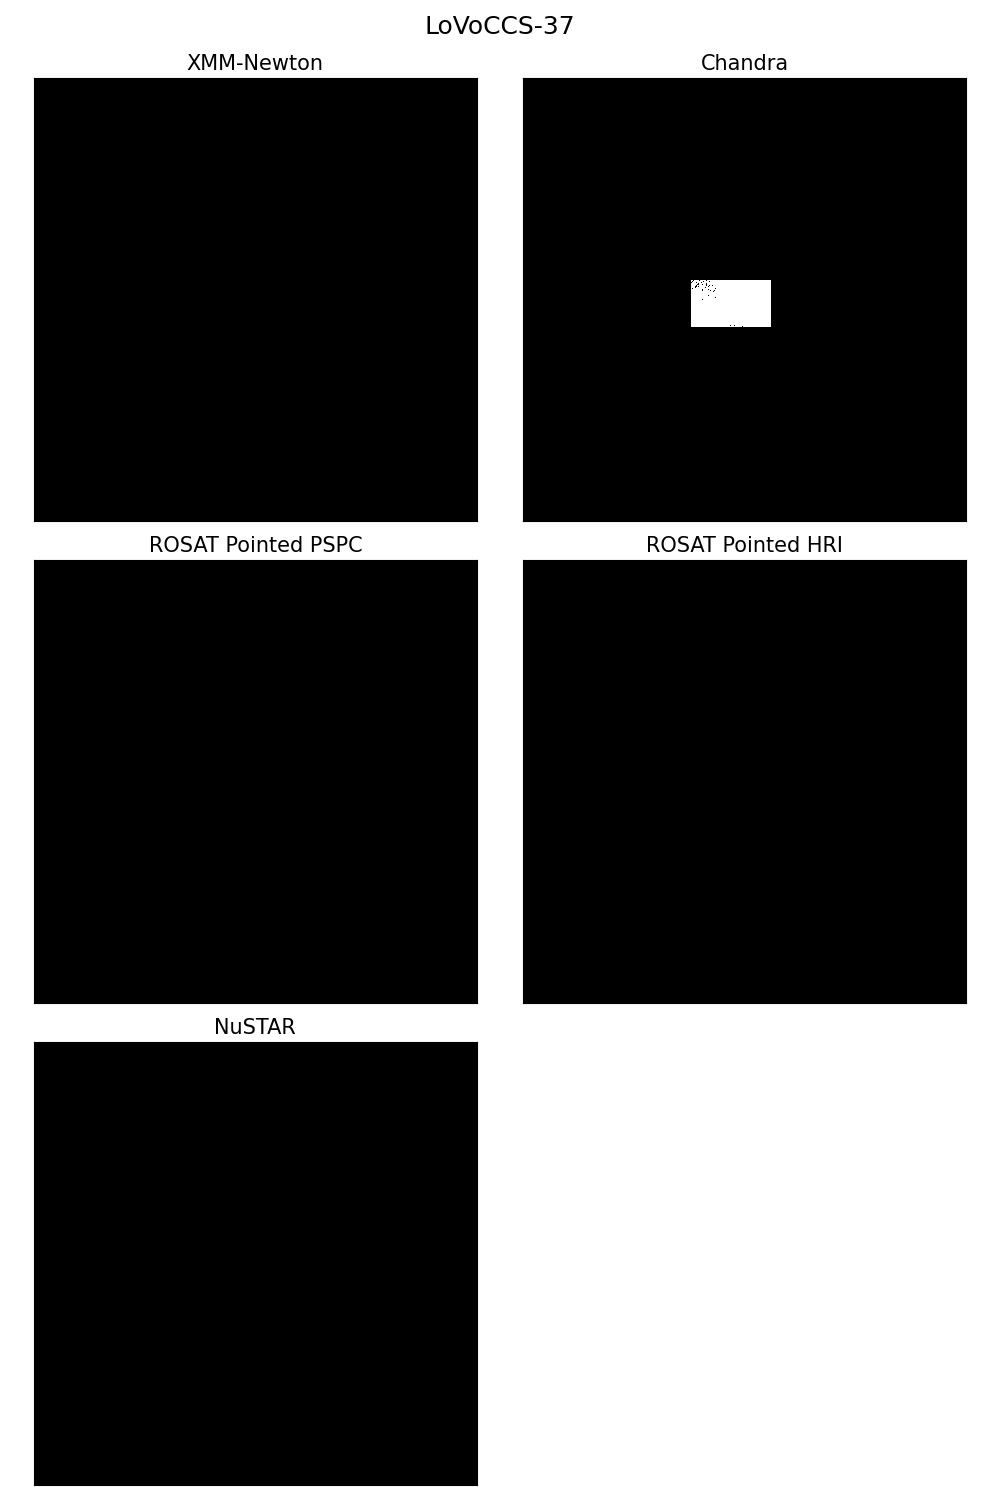 LoVoCCS-37
XMM-Newton
Chandra
ROSAT Pointed PSPC
ROSAT Pointed HRI
NuSTAR